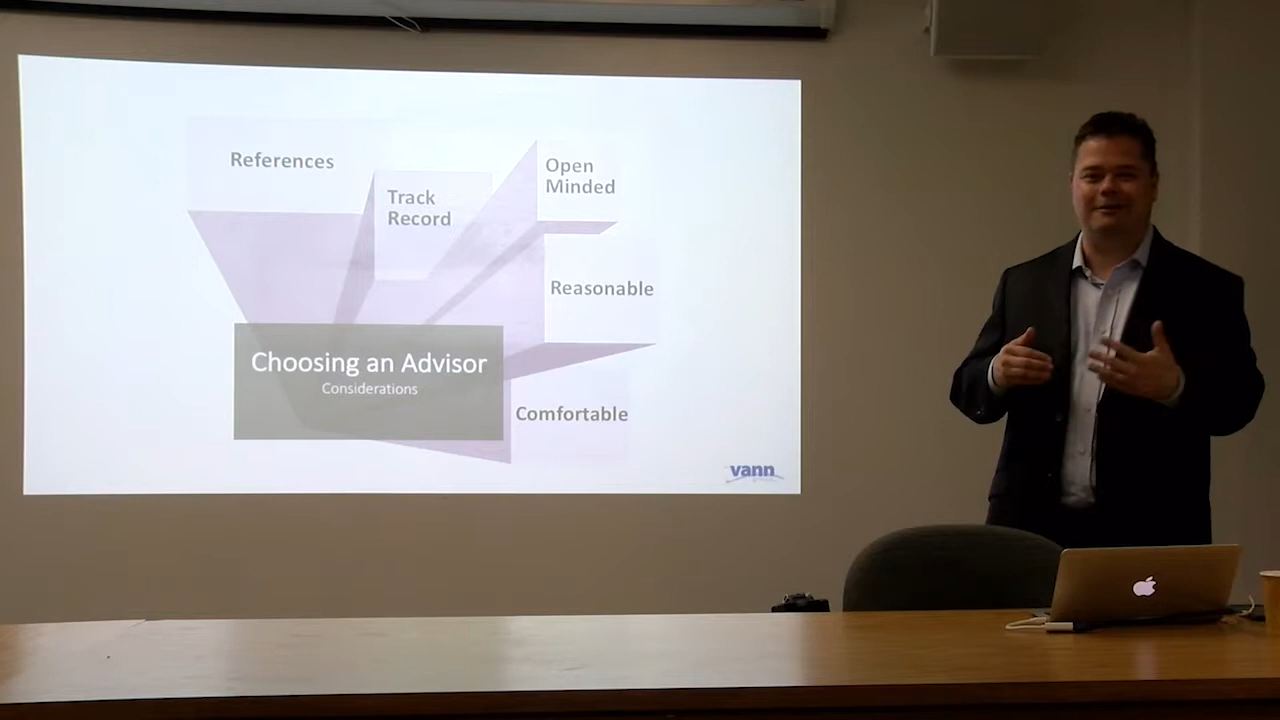 References
Track
Record
Open
Minded
Reasonable
Choosing an Advisor
Considerations
Comfortable
vann